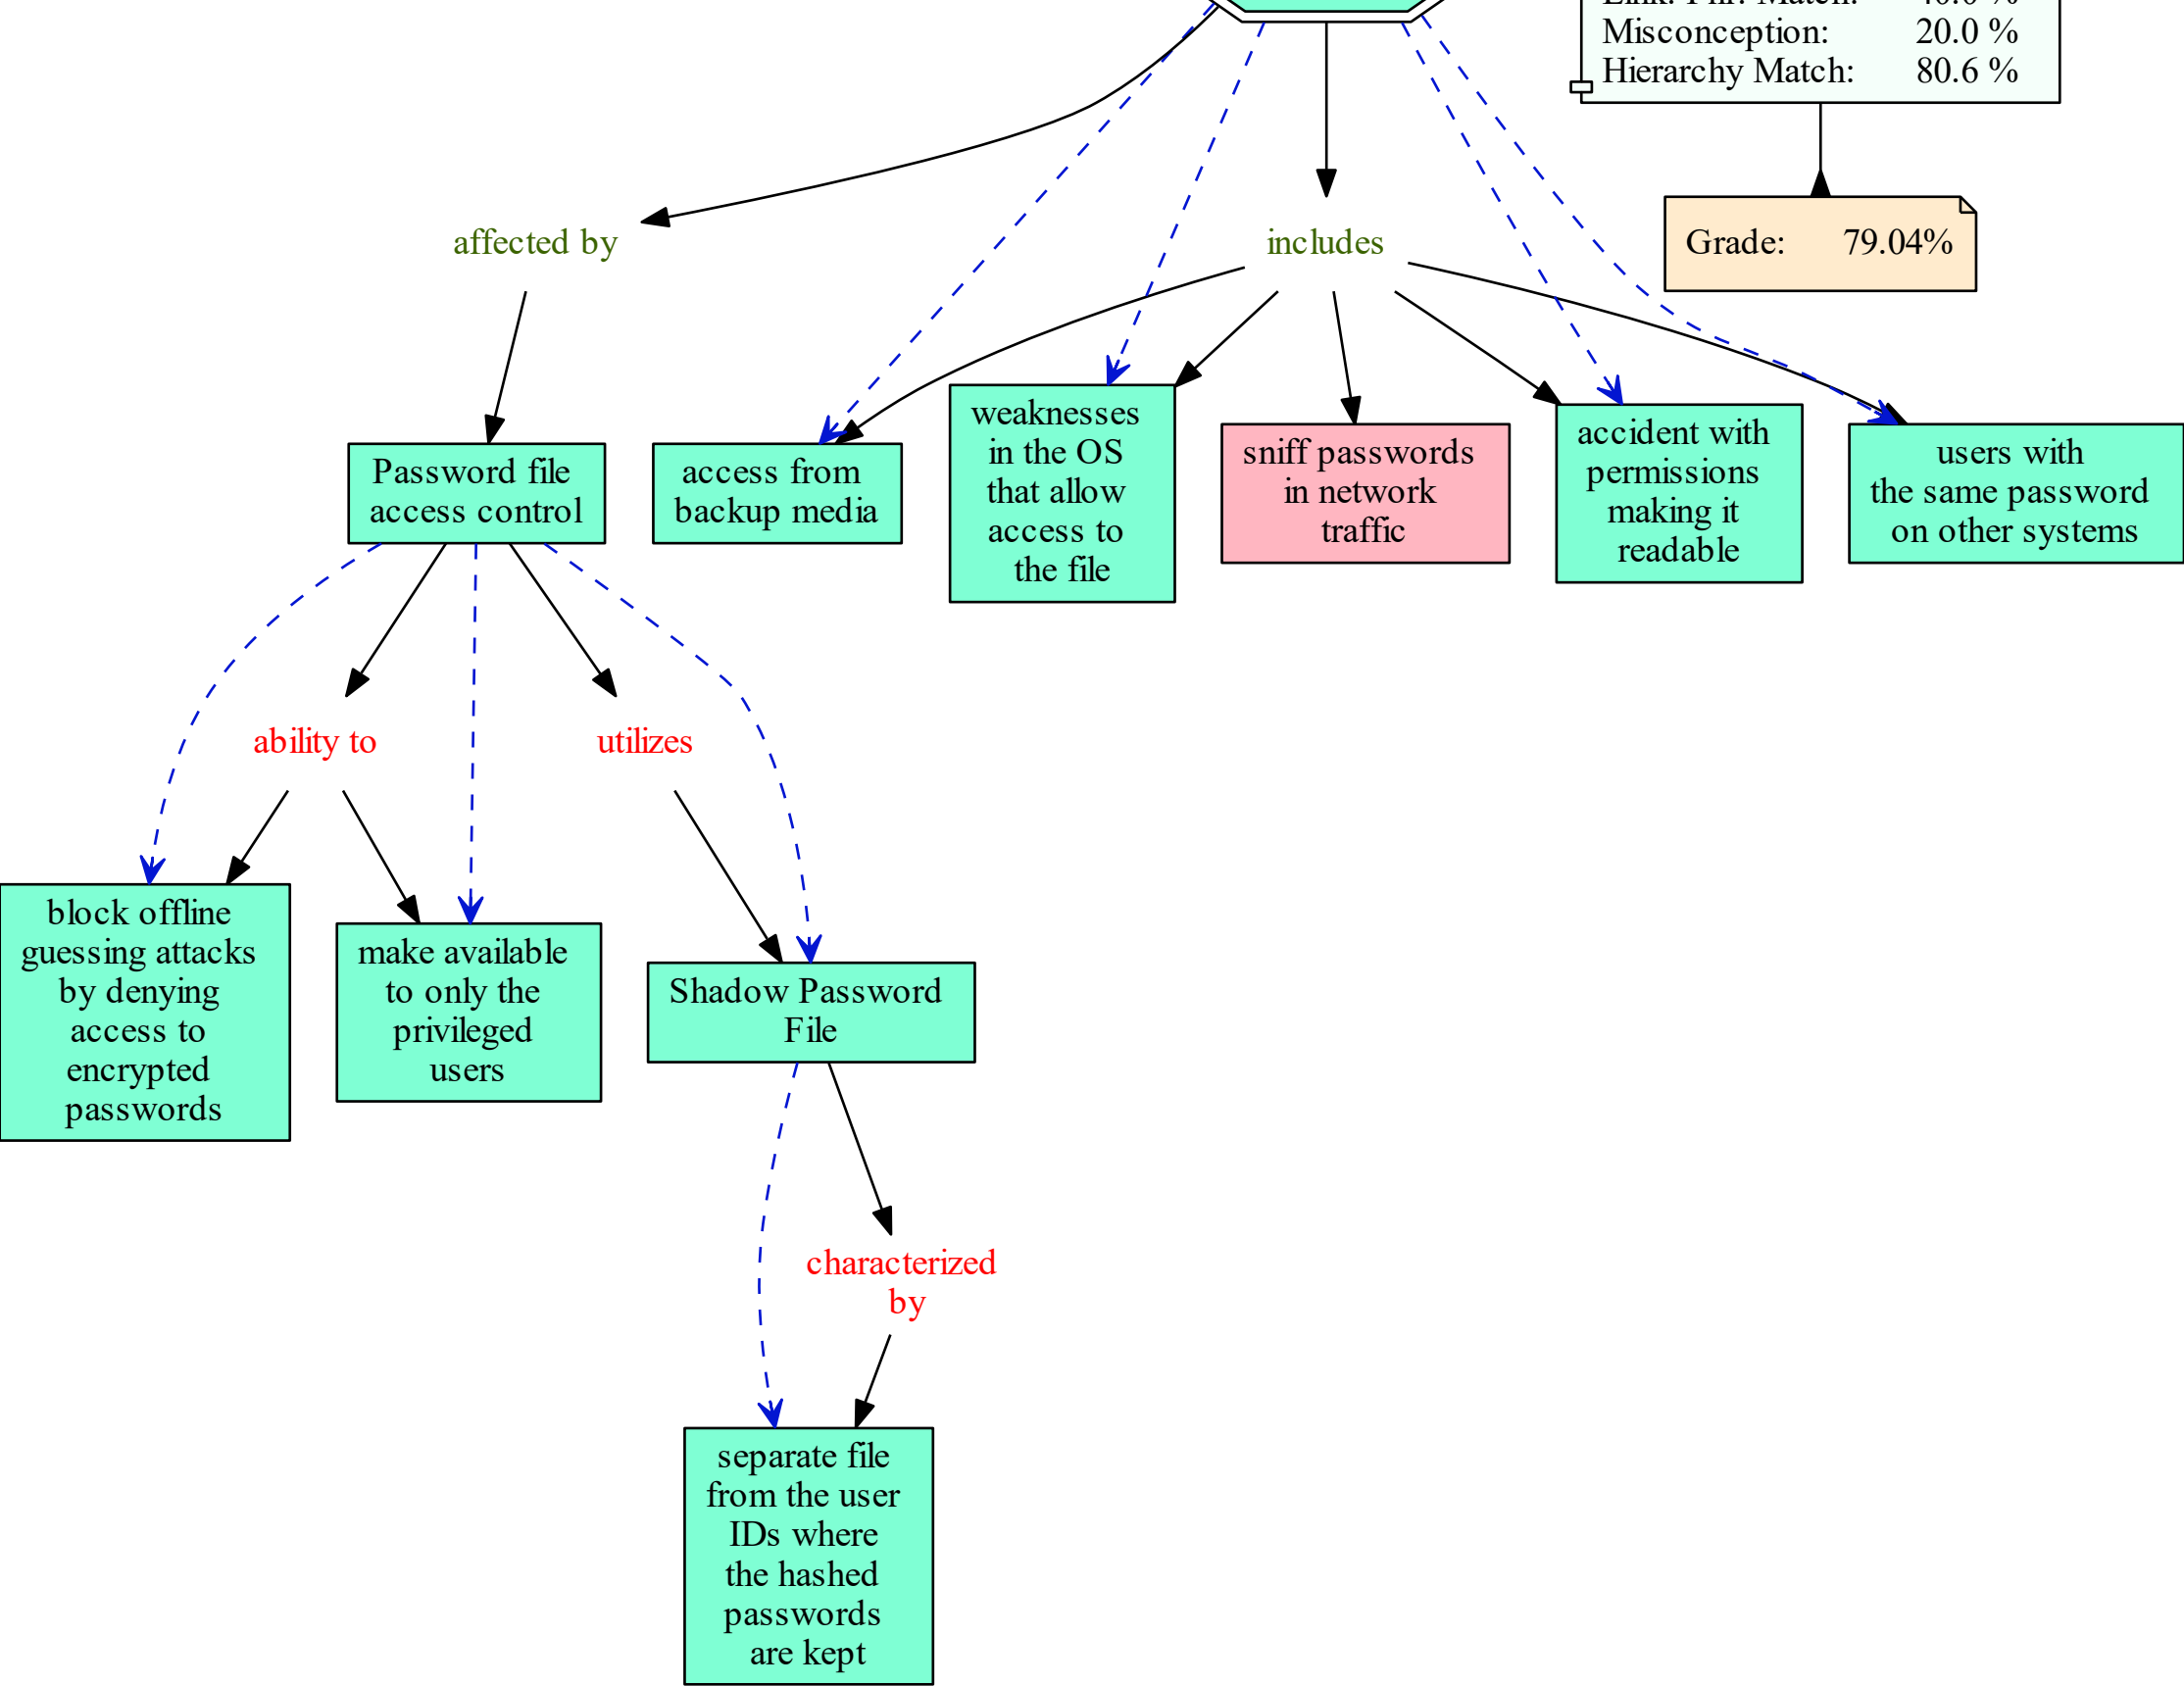 Misconception: 20.0 %
Hierarchy Match: 80.6 %
Grade: 79.04%
affected by
includes
Password file
access control
access from
backup media
weaknesses
in the OS
that allow
access to
the file
sniff passwords
in network
traffic
accident with
permissions
making it
readable
users with
the same password
on other systems
ability to
utilizes
block offline
guessing attacks
by denying
access to
encrypted
passwords
make available
to only the
privileged
users
Shadow Password
File
characterized
by
separate file
from the user
IDs where
the hashed
passwords
are kept